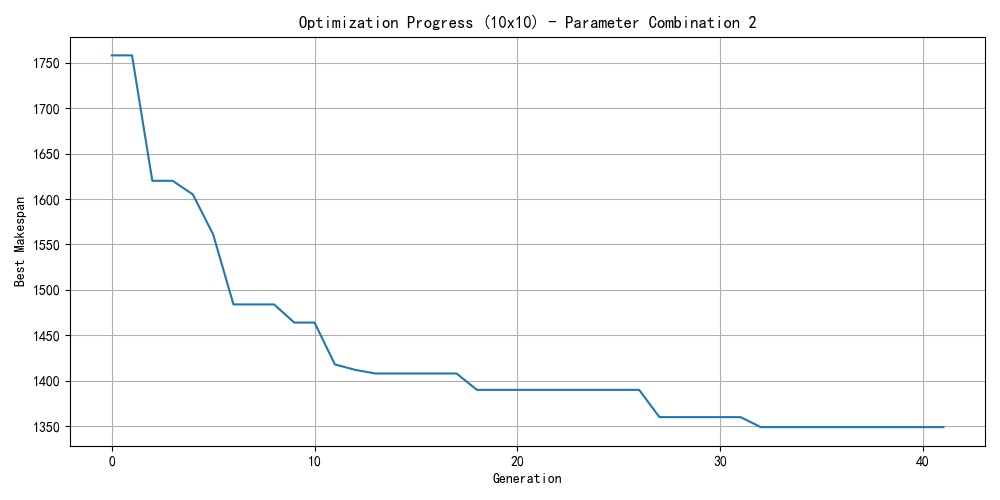 Optimization Progress (10x10) - Parameter Combination 2
Best Makespan
1750
1700
1650
1600
1550
1500
1450
1400
1350
0 10 20 30 40
Generation